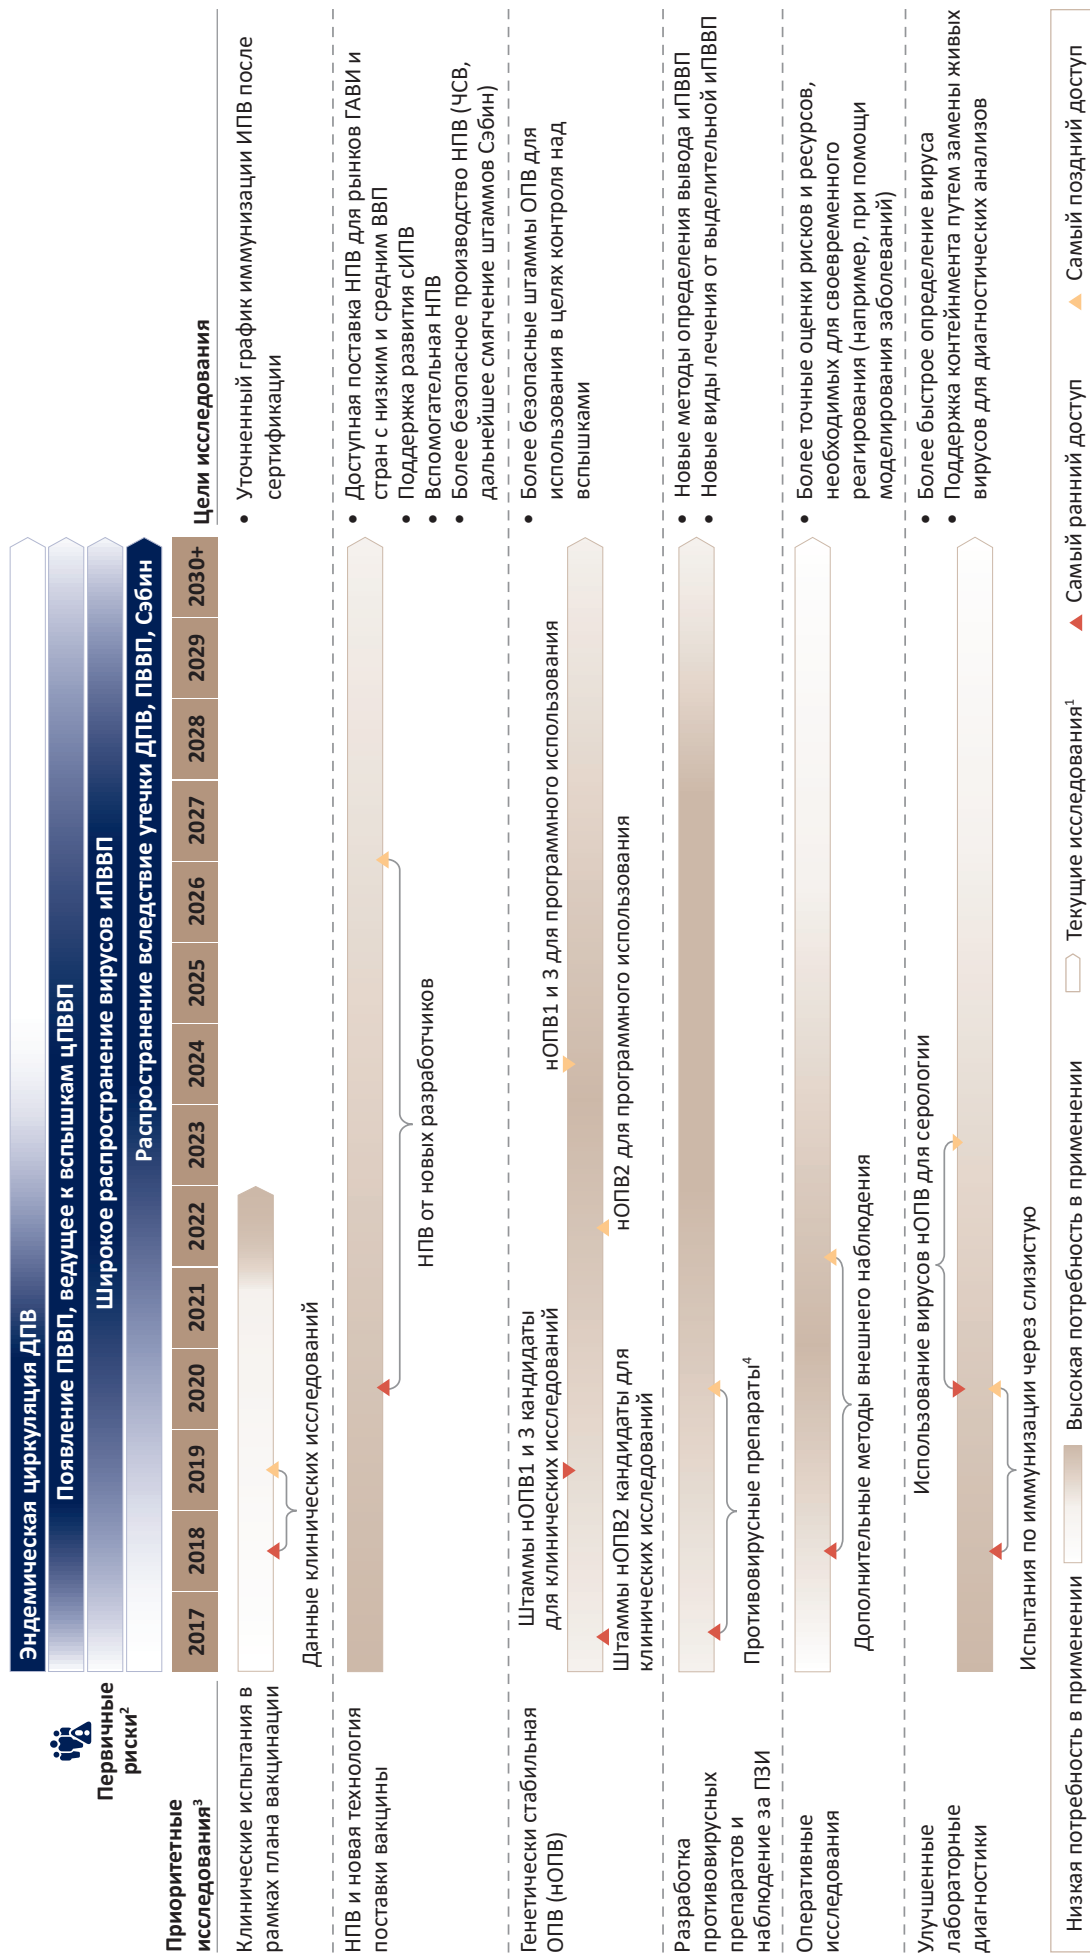 Первичные
риски²
Эндемическая циркуляция ДПВ
Появление ПВВП, ведущее к вспышкам цПВВП
Широкое распространение вирусов иПВВП
Распространение вследствие утечки ДПВ, ПВВП, Сэбин
Приоритетные
исследования³
2017
2018
2019
2020
2021
2022
2023
2024
2025
2026
2027
2028
2029
2030+
Цели исследования
Клинические испытания в
рамках плана вакцинации
Данные клинических исследований
• Уточненный график иммунизации ИПВ после
сертификации
НПВ и новая технология
поставки вакцины
НПВ от новых разработчиков
• Доступная поставка НПВ для рынков ГАВИ и
стран с низким и средним ВВП
• Поддержка развития сИПВ
• Вспомогательная НПВ
• Более безопасное производство НПВ (ЧСВ,
дальнейшее смягчение штаммов Сэбин)
Генетически стабильная
ОПВ (нОПВ)
Штаммы нОПВ1 и 3 кандидаты
для клинических исследований
нОПВ1 и 3 для программного использования
Штаммы нОПВ2 кандидаты для
клинических исследований
нОПВ2 для программного использования
• Более безопасные штаммы ОПВ для
использования в целях контроля над
вспышками
Разработка
противовирусных
препаратов и
наблюдение за ПЗИ
Противовирусные препараты⁴
• Новые методы определения вывода иПВВП
• Новые виды лечения от выделительной иПВВП
Оперативные
исследования
Дополнительные методы внешнего наблюдения
• Более точные оценки рисков и ресурсов,
необходимых для своевременного
реагирования (например, при помощи
моделирования заболеваний)
Улучшенные
лабораторные
диагностики
Использование вирусов нОПВ для серологии
Испытания по иммунизации через слизистую
• Более быстрое определение вируса
• Поддержка контейнмента путем замены живых
вирусов для диагностических анализов
Низкая потребность в применении
Высокая потребность в применении
Текущие исследования¹
Самый ранний доступ
Самый поздний доступ